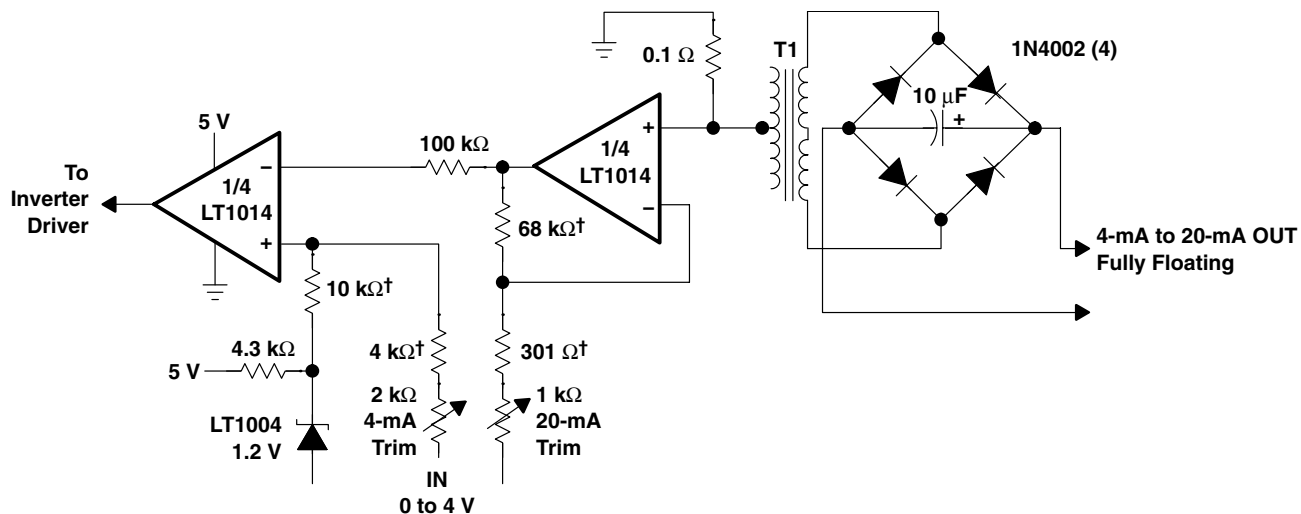 1N4002 (4)
T1
0.1 Ω
10 μF
+
5 V
100 kΩ
+
1/4
LT1014
−
−
1/4
LT1014
+
To
Inverter
Driver
68 kΩ†
4-mA to 20-mA OUT
Fully Floating
10 kΩ†
4.3 kΩ
5 V
4 kΩ†
301 Ω†
2 kΩ
4-mA
Trim
1 kΩ
20-mA
Trim
LT1004
1.2 V
IN
0 to 4 V